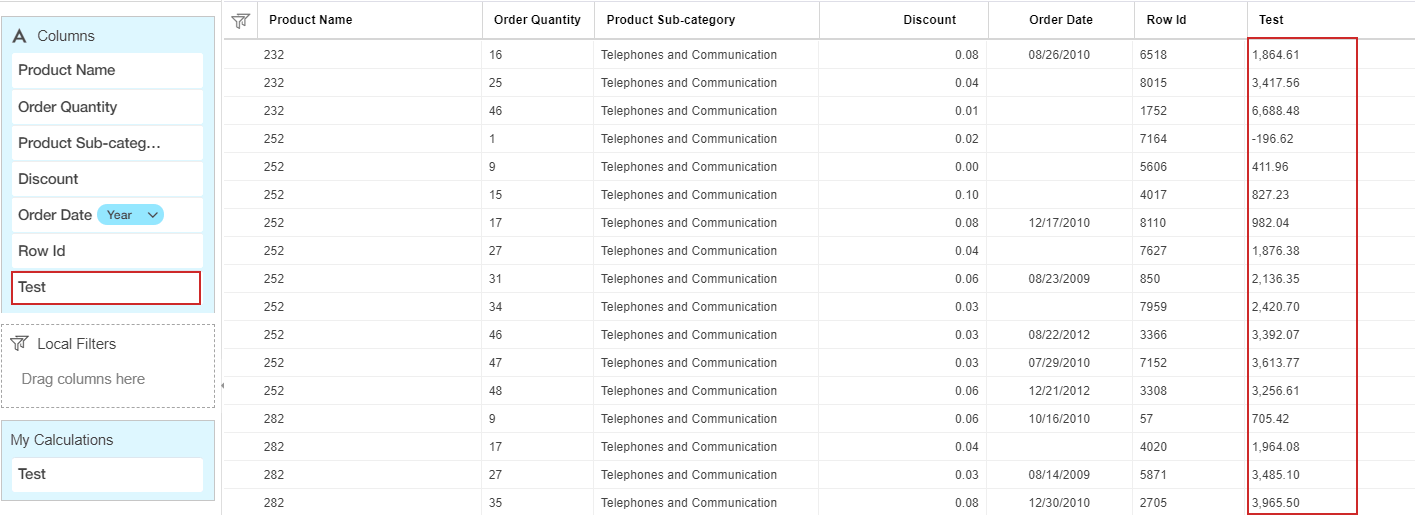 Columns
Product Name
Order Quantity
Product Sub-categ...
Discount
Order Date Year
Row Id
Test
Local Filters
Drag columns here
My Calculations
Test
Product Name Order Quantity Product Sub-category Discount Order Date Row Id Test
232 16 Telephones and Communication 0.08 08/26/2010 6518 1,864.61
232 25 Telephones and Communication 0.04 8015 3,417.56
232 46 Telephones and Communication 0.01 1752 6,688.48
252 1 Telephones and Communication 0.02 7164 -196.62
252 9 Telephones and Communication 0.00 5606 411.96
252 15 Telephones and Communication 0.10 4017 827.23
252 17 Telephones and Communication 0.08 12/17/2010 8110 982.04
252 27 Telephones and Communication 0.04 7627 1,876.38
252 31 Telephones and Communication 0.06 08/23/2009 850 2,136.35
252 34 Telephones and Communication 0.03 7959 2,420.70
252 46 Telephones and Communication 0.03 08/22/2012 3366 3,392.07
252 47 Telephones and Communication 0.03 07/29/2010 7152 3,613.77
252 48 Telephones and Communication 0.06 12/21/2012 3308 3,256.61
282 9 Telephones and Communication 0.06 10/16/2010 57 705.42
282 17 Telephones and Communication 0.04 4020 1,964.08
282 27 Telephones and Communication 0.03 08/14/2009 5871 3,485.10
282 35 Telephones and Communication 0.08 12/30/2010 2705 3,965.50